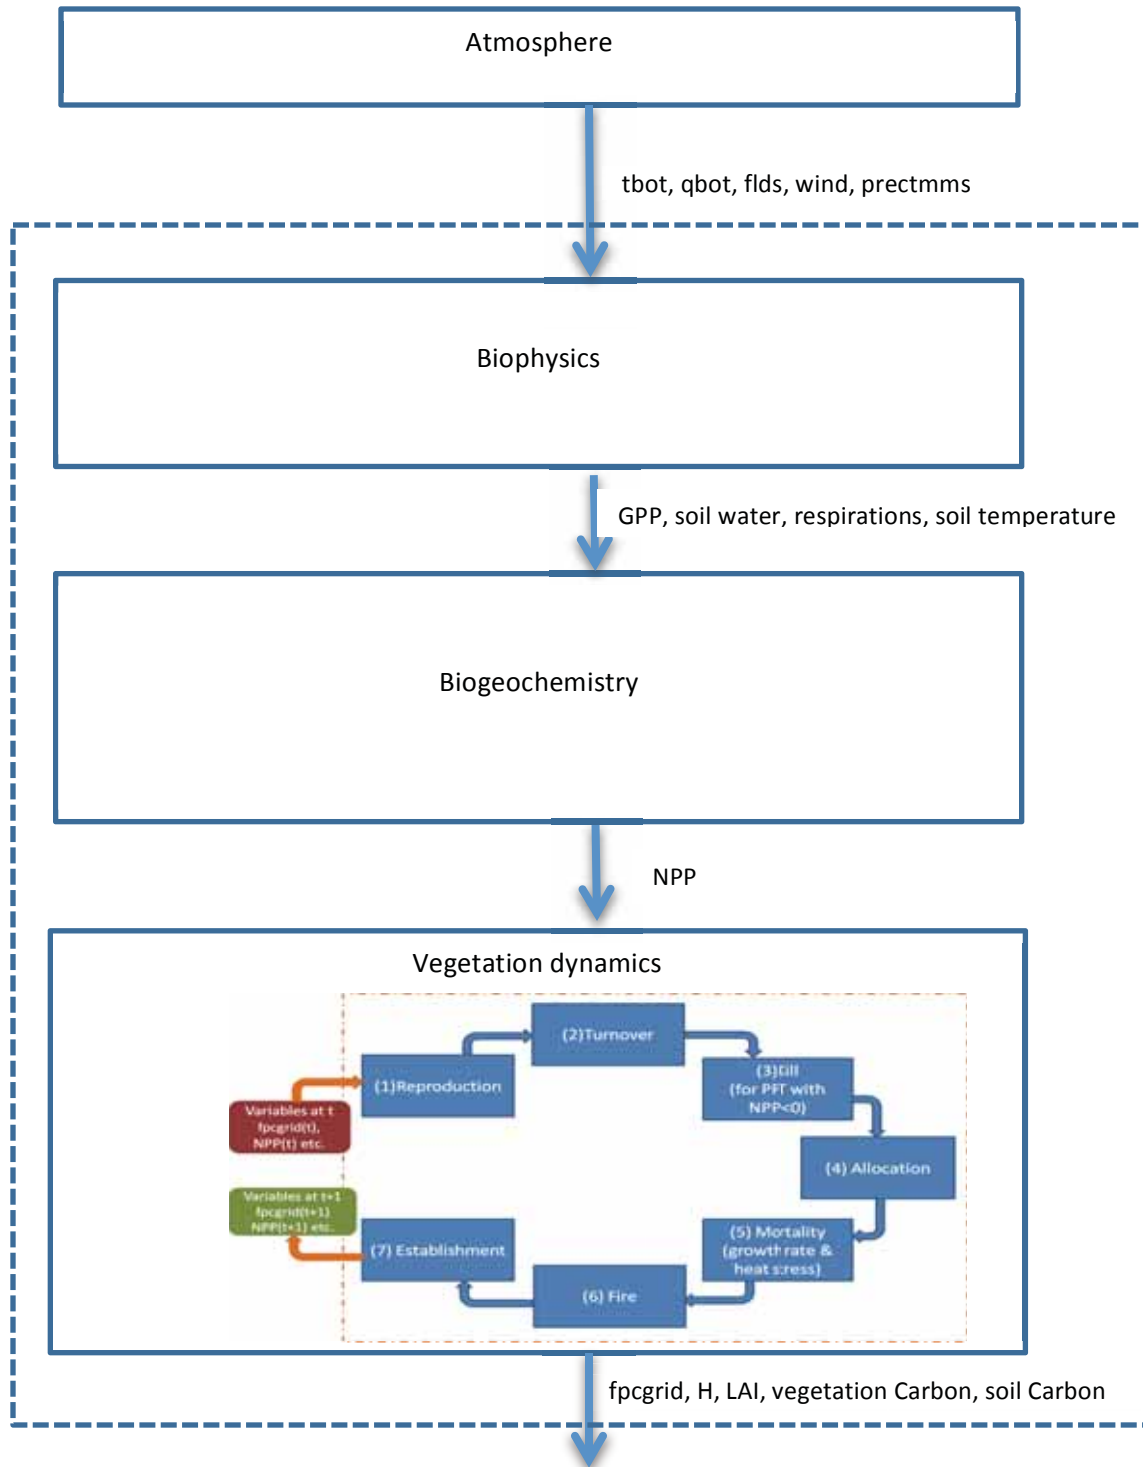 Atmosphere
tbot, qbot, flds, wind, prectmms
Biophysics
GPP, soil water, respirations, soil temperature
Biogeochemistry
NPP
Vegetation dynamics
(2)Turnover
(1)Reproduction
(3)Kill
(for PFT with
NPP<0)
Variables at t
fpcgrid(t),
NPP(t) etc.
(4) Allocation
Variables at t+1
fpcgrid(t+1)
NPP(t+1) etc.
(5) Mortality
(growth rate &
heat stress)
(7) Establishment
(6) Fire
fpcgrid, H, LAI, vegetation Carbon, soil Carbon